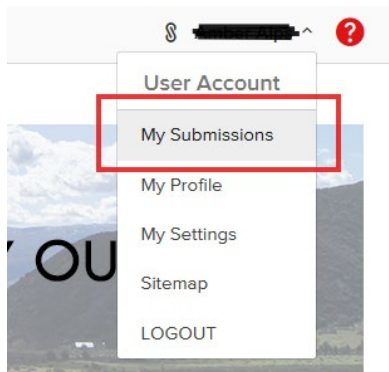 ?
User Account
My Submissions
My Profile
My Settings
OU
Sitemap
LOGOUT